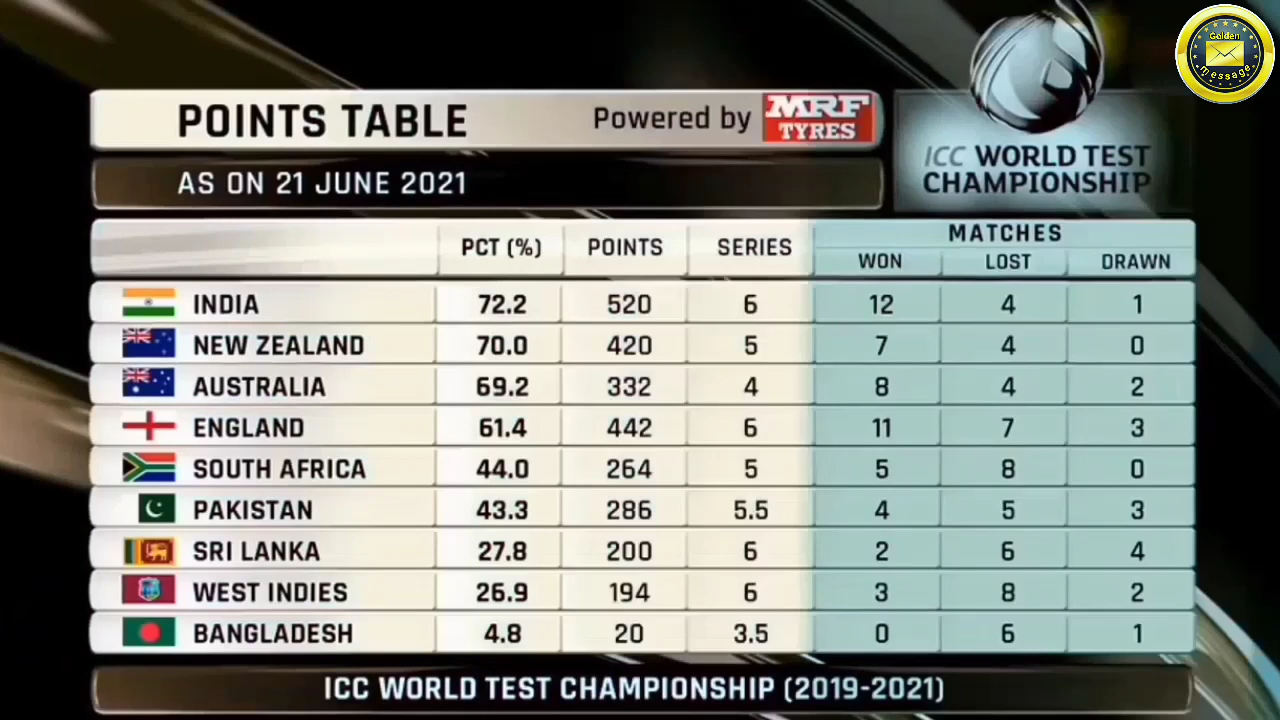 Golden
message
POINTS TABLE Powered by MRF TYRES
ICC WORLD TEST CHAMPIONSHIP
AS ON 21 JUNE 2021
PCT (%) POINTS SERIES MATCHES
WON LOST DRAWN
INDIA 72.2 520 6 12 4 1
NEW ZEALAND 70.0 420 5 7 4 0
AUSTRALIA 69.2 332 4 8 4 2
ENGLAND 61.4 442 6 11 7 3
SOUTH AFRICA 44.0 264 5 5 8 0
PAKISTAN 43.3 286 5.5 4 5 3
SRI LANKA 27.8 200 6 2 6 4
WEST INDIES 26.9 194 6 3 8 2
BANGLADESH 4.8 20 3.5 0 6 1
ICC WORLD TEST CHAMPIONSHIP (2019-2021)